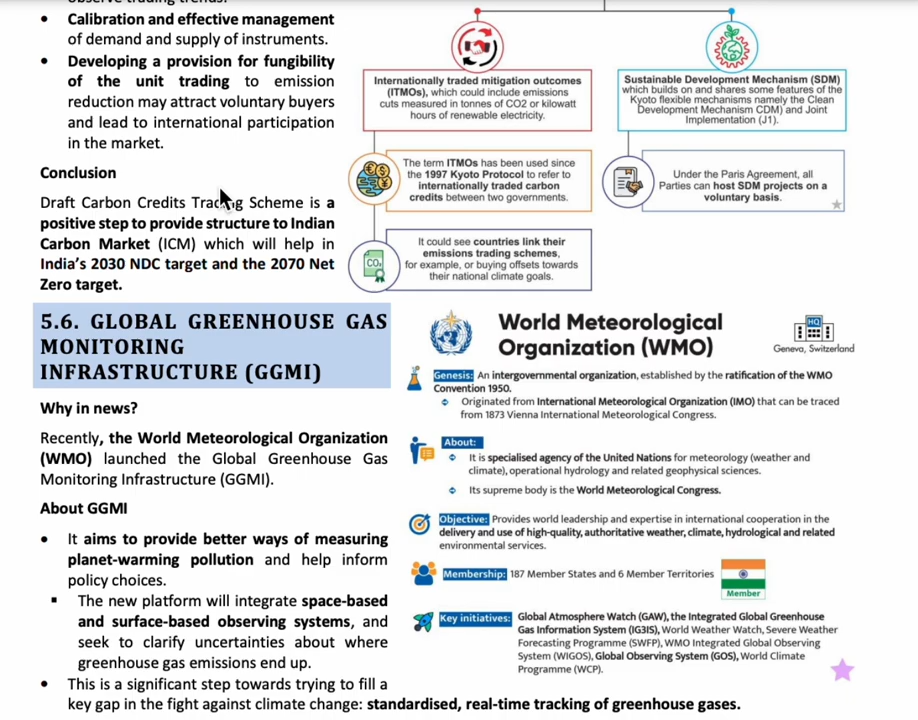 observe trading trends.
• Calibration and effective management
of demand and supply of instruments.
• Developing a provision for fungibility
of the unit trading to emission
reduction may attract voluntary buyers
and lead to international participation
in the market.
Conclusion
Draft Carbon Credits Trading Scheme is a
positive step to provide structure to Indian
Carbon Market (ICM) which will help in
India's 2030 NDC target and the 2070 Net
Zero target.
Internationally traded mitigation outcomes
(ITMOs), which could include emissions
cuts measured in tonnes of CO2 or kilowatt
hours of renewable electricity.
The term ITMOs has been used since
the 1997 Kyoto Protocol to refer to
internationally traded carbon
credits between two governments.
CO₂
It could see countries link their
emissions trading schemes,
for example, or buying offsets towards
their national climate goals.
Sustainable Development Mechanism (SDM)
which builds on and shares some features of the
Kyoto flexible mechanisms namely the Clean
Development Mechanism CDM) and Joint
Implementation (J1).
Under the Paris Agreement, all
Parties can host SDM projects on a
voluntary basis.
5.6. GLOBAL GREENHOUSE GAS
MONITORING
INFRASTRUCTURE (GGMI)
Why in news?
Recently, the World Meteorological Organization
(WMO) launched the Global Greenhouse Gas
Monitoring Infrastructure (GGMI).
About GGMI
• It aims to provide better ways of measuring
planet-warming pollution and help inform
policy choices.
▪ The new platform will integrate space-based
and surface-based observing systems, and
seek to clarify uncertainties about where
greenhouse gas emissions end up.
• This is a significant step towards trying to fill a
key gap in the fight against climate change: standardised, real-time tracking of greenhouse gases.
World Meteorological
Organization (WMO)
HQ
Geneva, Switzerland
Genesis: An intergovernmental organization, established by the ratification of the WMO
Convention 1950.
Originated from International Meteorological Organization (IMO) that can be traced
from 1873 Vienna International Meteorological Congress.
About:
It is specialised agency of the United Nations for meteorology (weather and
climate), operational hydrology and related geophysical sciences.
Its supreme body is the World Meteorological Congress.
Objective: Provides world leadership and expertise in international cooperation in the
delivery and use of high-quality, authoritative weather, climate, hydrological and related
environmental services.
Membership: 187 Member States and 6 Member Territories
Member
Key initiatives: Global Atmosphere Watch (GAW), the Integrated Global Greenhouse
Gas Information System (IG3IS), World Weather Watch, Severe Weather
Forecasting Programme (SWFP), WMO Integrated Global Observing
System (WIGOS), Global Observing System (GOS), World Climate
Programme (WCP).